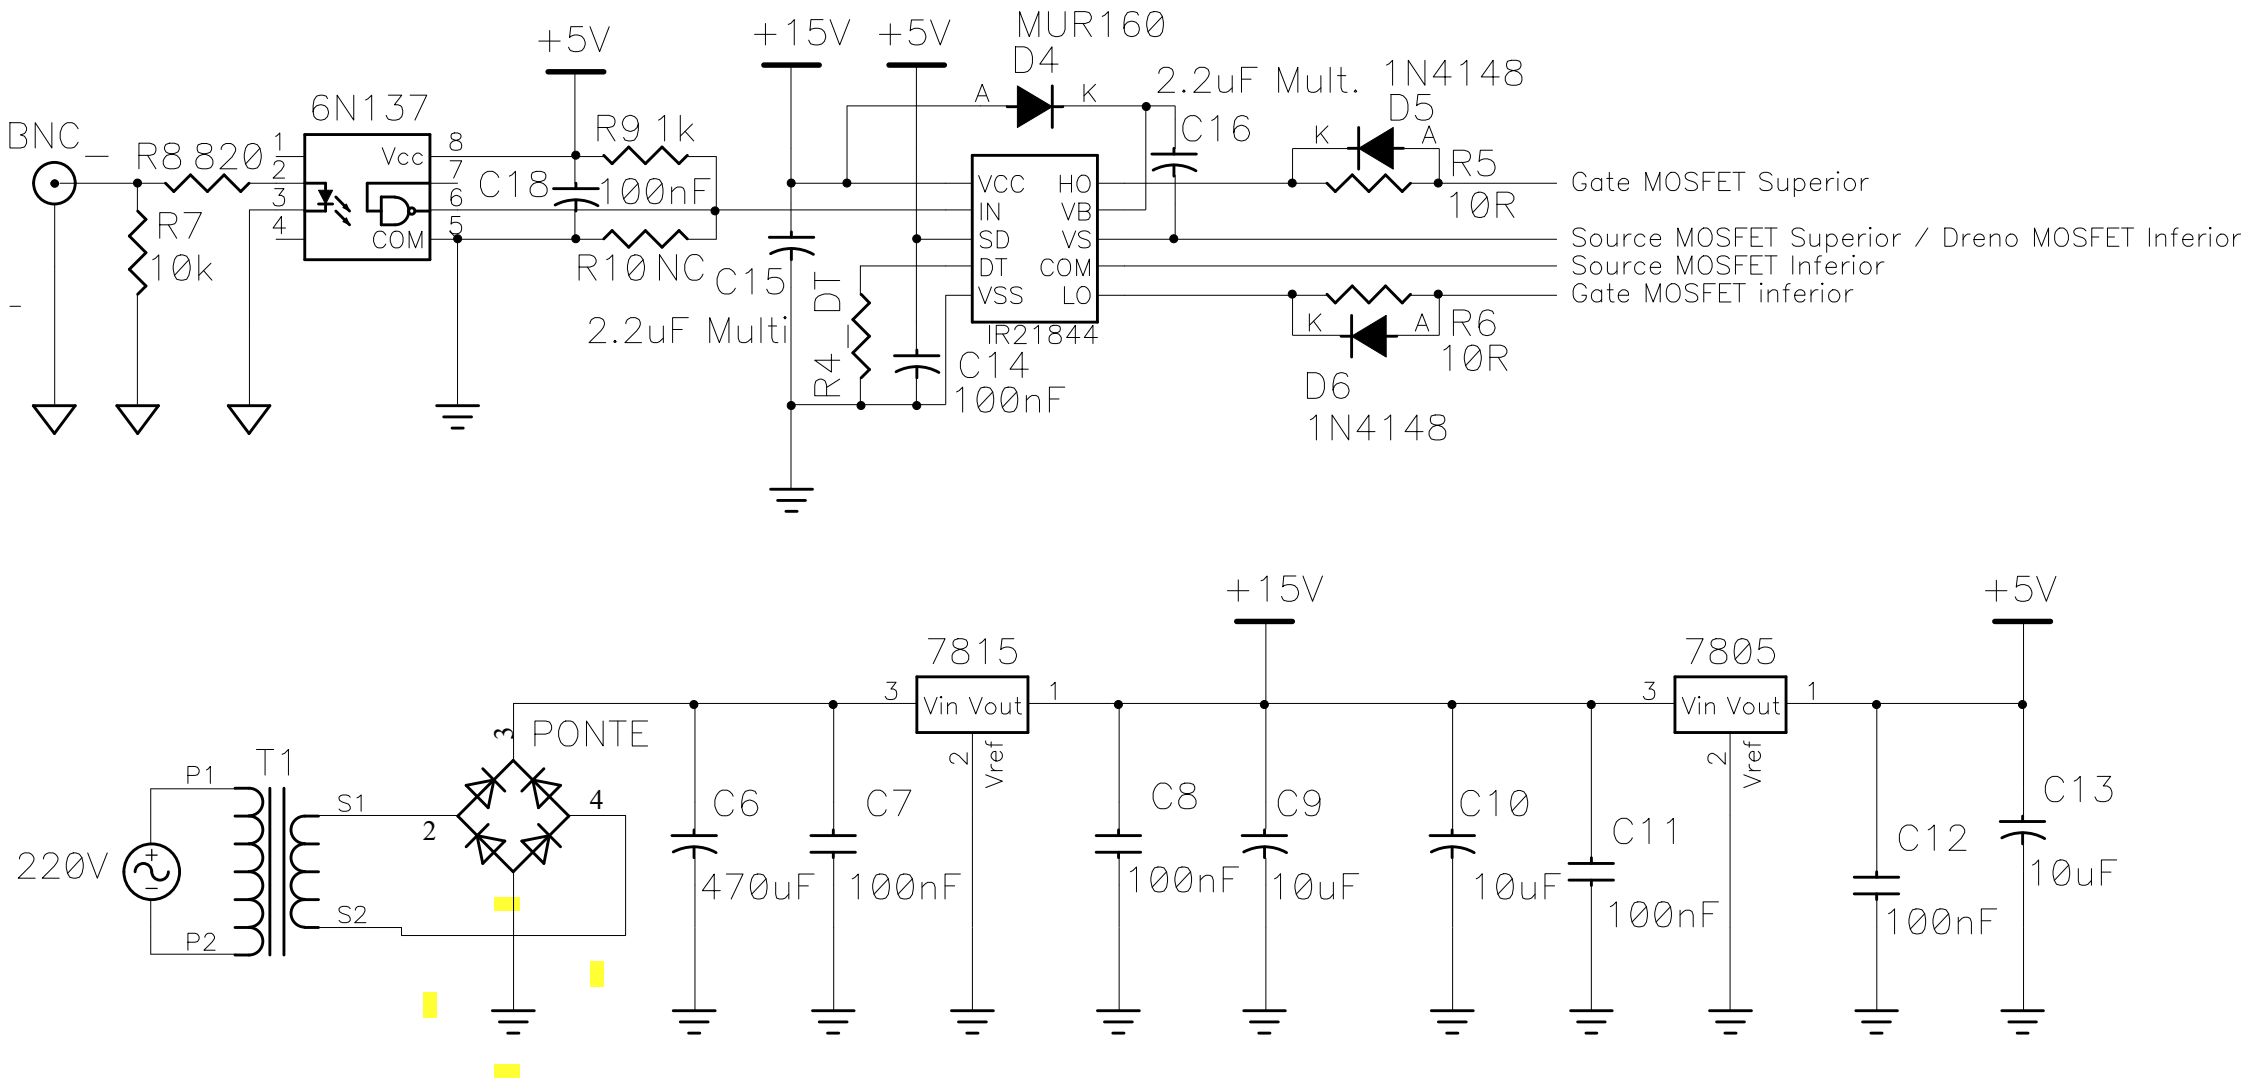 MUR160
+5V
+15V
+5V
D4
A
K
2.2uF Mult.
1N4148
D5
K
A
6N137
BNC
-
R8 820
1
2
3
4
Vcc
COM
8
7
6
5
R9 1k
C18
100nF
R10 NC
R7
10k
-
C15
2.2uF Multi
R4_DT
C14
100nF
VCC
IN
SD
DT
VSS
HO
VB
VS
COM
LO
IR21844
C16
R5
10R
Gate MOSFET Superior
Source MOSFET Superior / Dreno MOSFET Inferior
Source MOSFET Inferior
Gate MOSFET inferior
K
A
R6
10R
D6
1N4148
+15V
+5V
7815
3
Vin Vout
1
2
Vref
7805
3
Vin Vout
1
2
Vref
3
PONTE
4
2
T1
P1
P2
S1
S2
220V
+
-
C6
470uF
C7
100nF
C8
100nF
C9
10uF
C10
10uF
C11
100nF
C12
100nF
C13
10uF